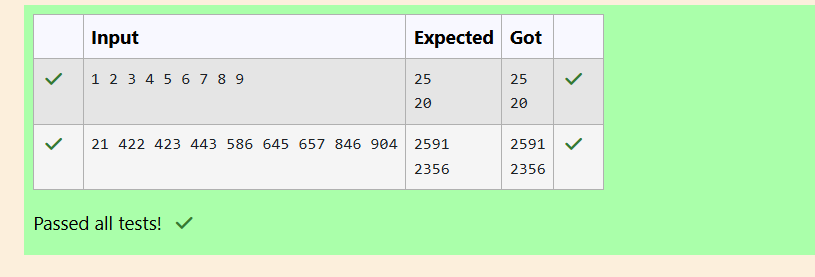 Input Expected Got
1 2 3 4 5 6 7 8 9 25 25
20 20
21 422 423 443 586 645 657 846 904 2591 2591
2356 2356
Passed all tests!